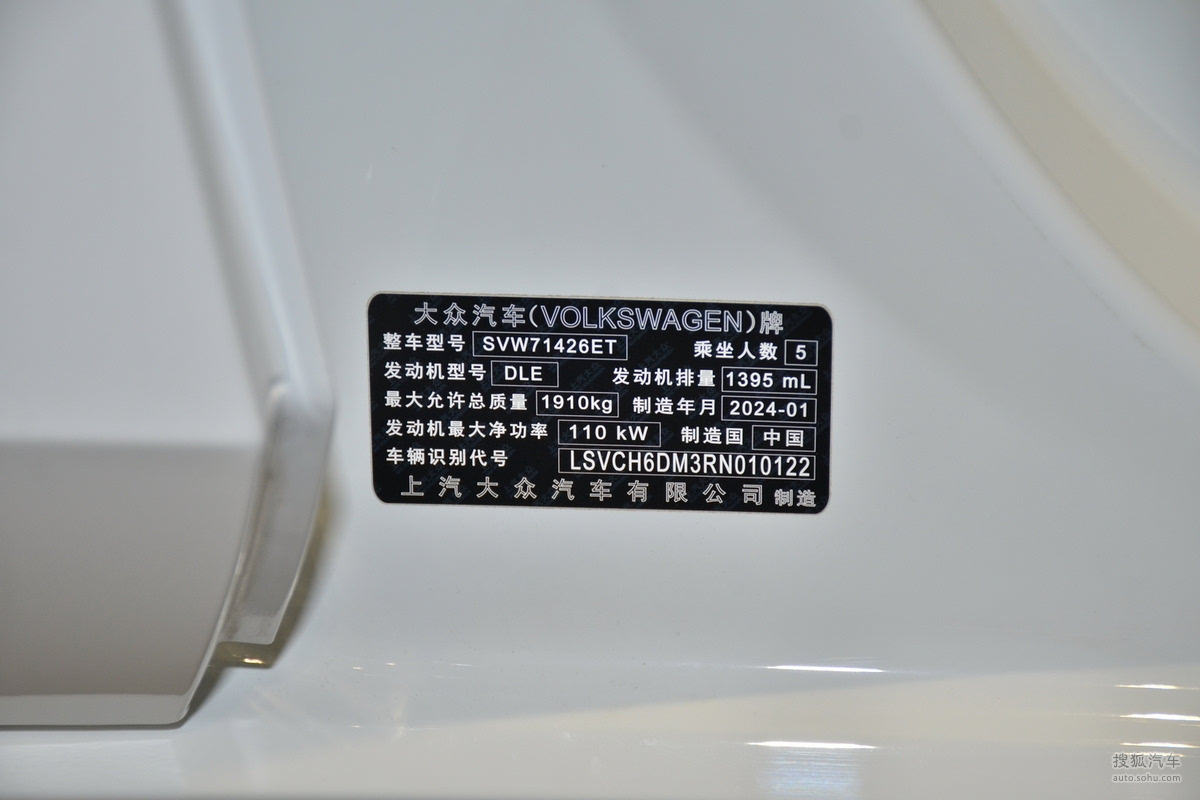 大众汽车(VOLKSWAGEN)牌
整车型号 SVW71426ET 乘坐人数 5
发动机型号 DLE 发动机排量 1395 mL
最大允许总质量 1910kg 制造年月 2024-01
发动机最大净功率 110 kW 制造国 中国
车辆识别代号 LSVCH6DM3RN010122
上汽大众汽车有限公司 制造
搜狐汽车
auto.sohu.com